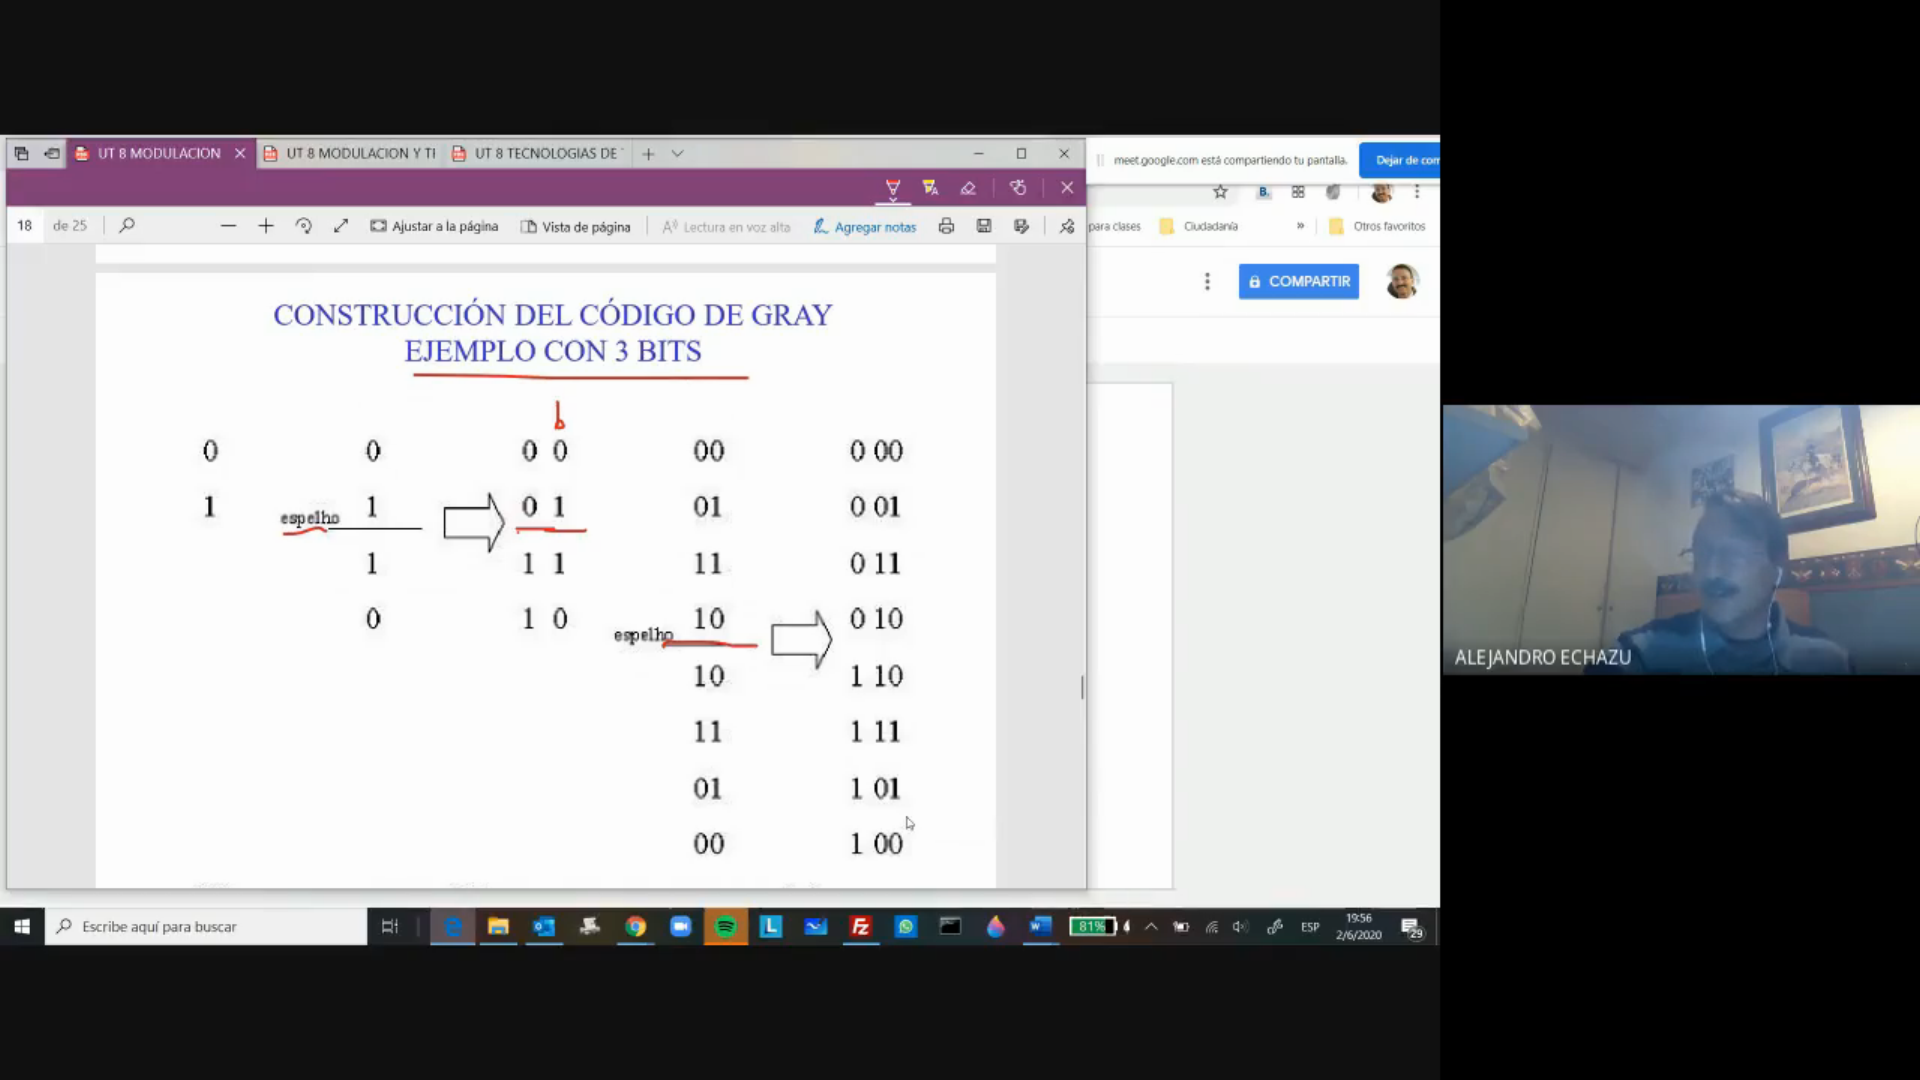 UT 8 MODULACION
UT 8 MODULACION Y TI
UT 8 TECNOLOGIAS DE
meet.google.com está compartiendo tu pantalla.
Dejar de com
18 de 25
Ajustar a la página
Vista de página
Lectura en voz alta
Agregar notas
para clases
Ciudadanía
»
Otros favoritos
COMPARTIR
CONSTRUCCIÓN DEL CÓDIGO DE GRAY
EJEMPLO CON 3 BITS
0 0 0 0 00 0 00
1 espelho 1 0 1 01 0 01
1 1 1 11 0 11
0 1 0 espelho 10 0 10
10 1 10
11 1 11
01 1 01
00 1 00
ALEJANDRO ECHAZU
Escribe aquí para buscar
81%
ESP
19:56
2/6/2020
29